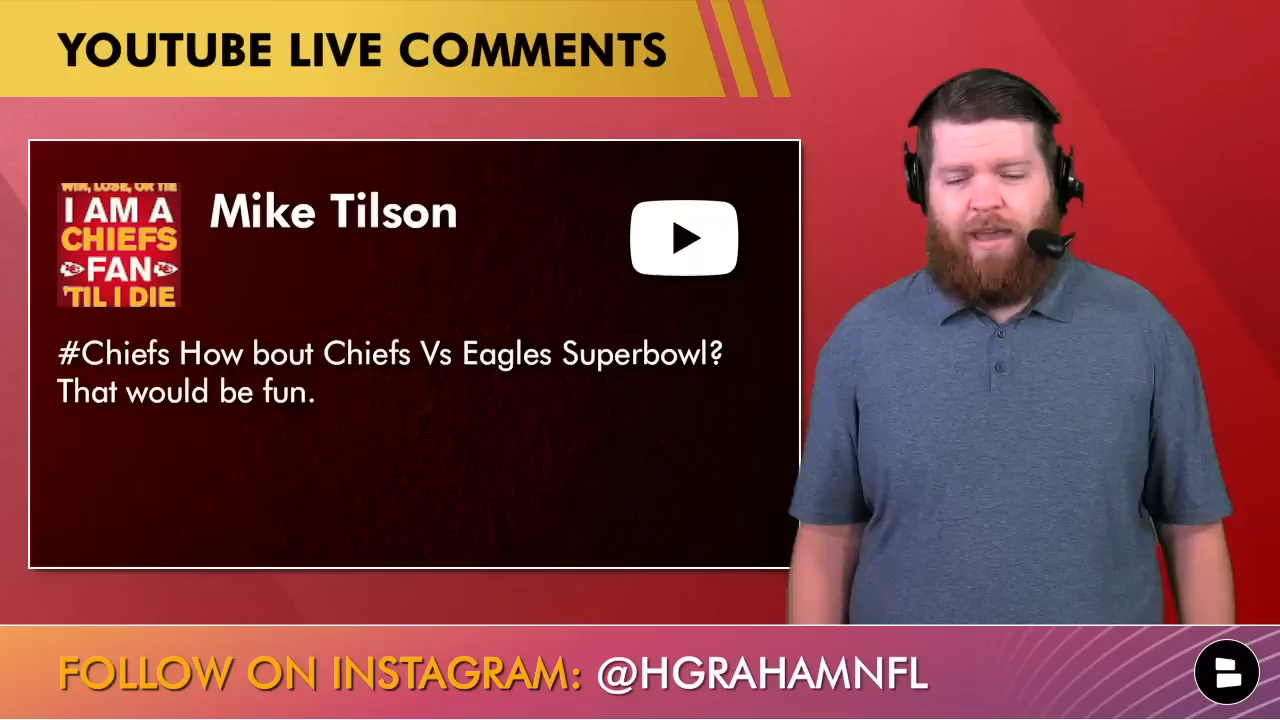 YOUTUBE LIVE COMMENTS
WIN, LOSE, OR TIE
I AM A
CHIEFS
FAN
'TIL I DIE
Mike Tilson
#Chiefs How bout Chiefs Vs Eagles Superbowl?
That would be fun.
FOLLOW ON INSTAGRAM: @HGRAHAMNFL